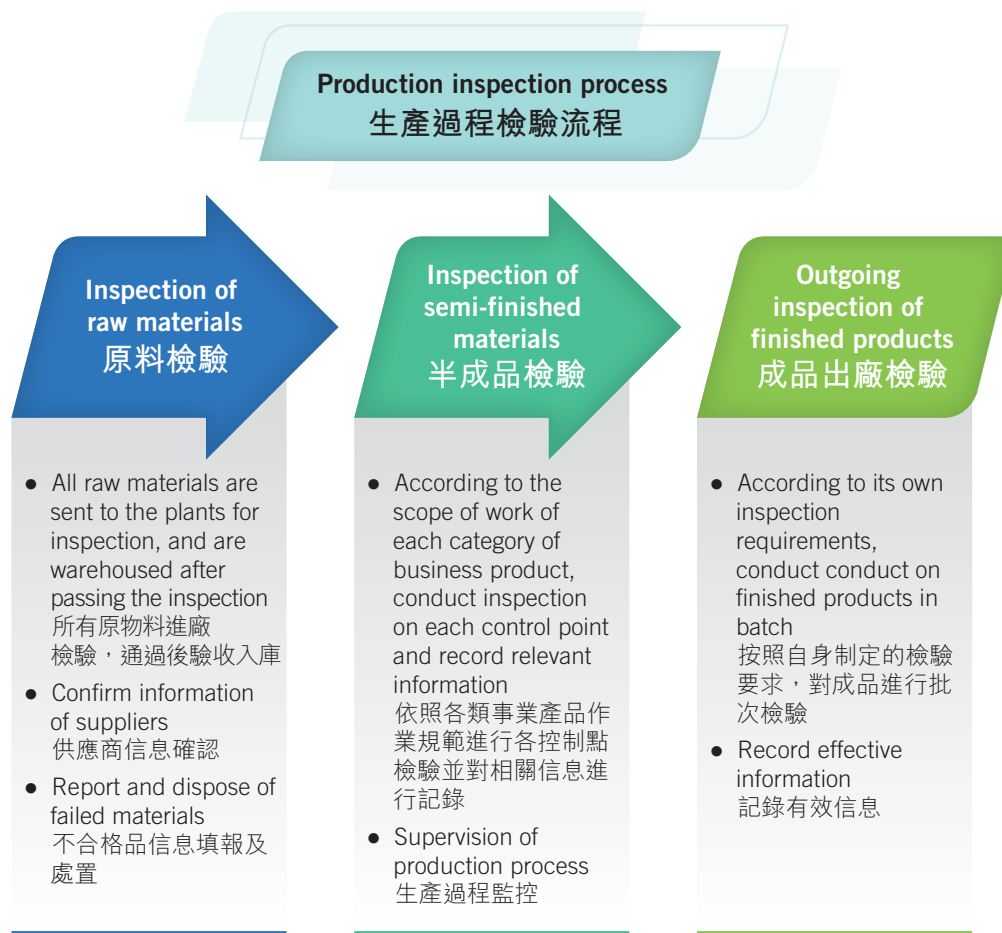 Production inspection process
生產過程檢驗流程
Inspection of
raw materials
原料檢驗
● All raw materials are
sent to the plants for
inspection, and are
warehoused after
passing the inspection
所有原物料進廠
檢驗，通過後驗收入庫
● Confirm information
of suppliers
供應商信息確認
● Report and dispose of
failed materials
不合格品信息填報及
處置
Inspection of
semi-finished
materials
半成品檢驗
● According to the
scope of work of
each category of
business product,
conduct inspection
on each control point
and record relevant
information
依照各類事業產品作
業規範進行各控制點
檢驗並對相關信息進
行記錄
● Supervision of
production process
生產過程監控
Outgoing
inspection of
finished products
成品出廠檢驗
● According to its own
inspection
requirements,
conduct conduct on
finished products in
batch
按照自身制定的檢驗
要求，對成品進行批
次檢驗
● Record effective
information
記錄有效信息